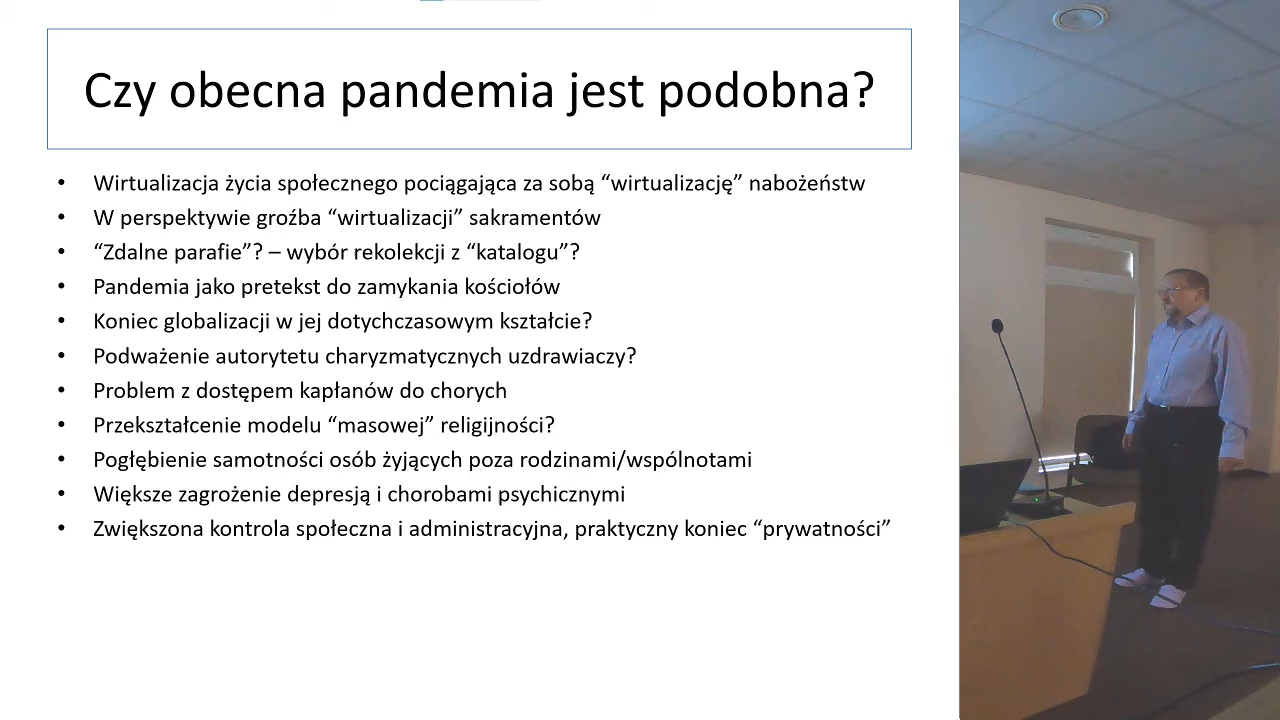 Czy obecna pandemia jest podobna?
• Wirtualizacja życia społecznego pociągająca za sobą “wirtualizację” nabożeństw
• W perspektywie groźba “wirtualizacji” sakramentów
• “Zdalne parafie”? – wybór rekolekcji z “katalogu”?
• Pandemia jako pretekst do zamykania kościołów
• Koniec globalizacji w jej dotychczasowym kształcie?
• Podważenie autorytetu charyzmatycznych uzdrawiaczy?
• Problem z dostępem kapłanów do chorych
• Przekształcenie modelu “masowej” religijności?
• Pogłębienie samotności osób żyjących poza rodzinami/wspólnotami
• Większe zagrożenie depresją i chorobami psychicznymi
• Zwiększona kontrola społeczna i administracyjna, praktyczny koniec “prywatności”